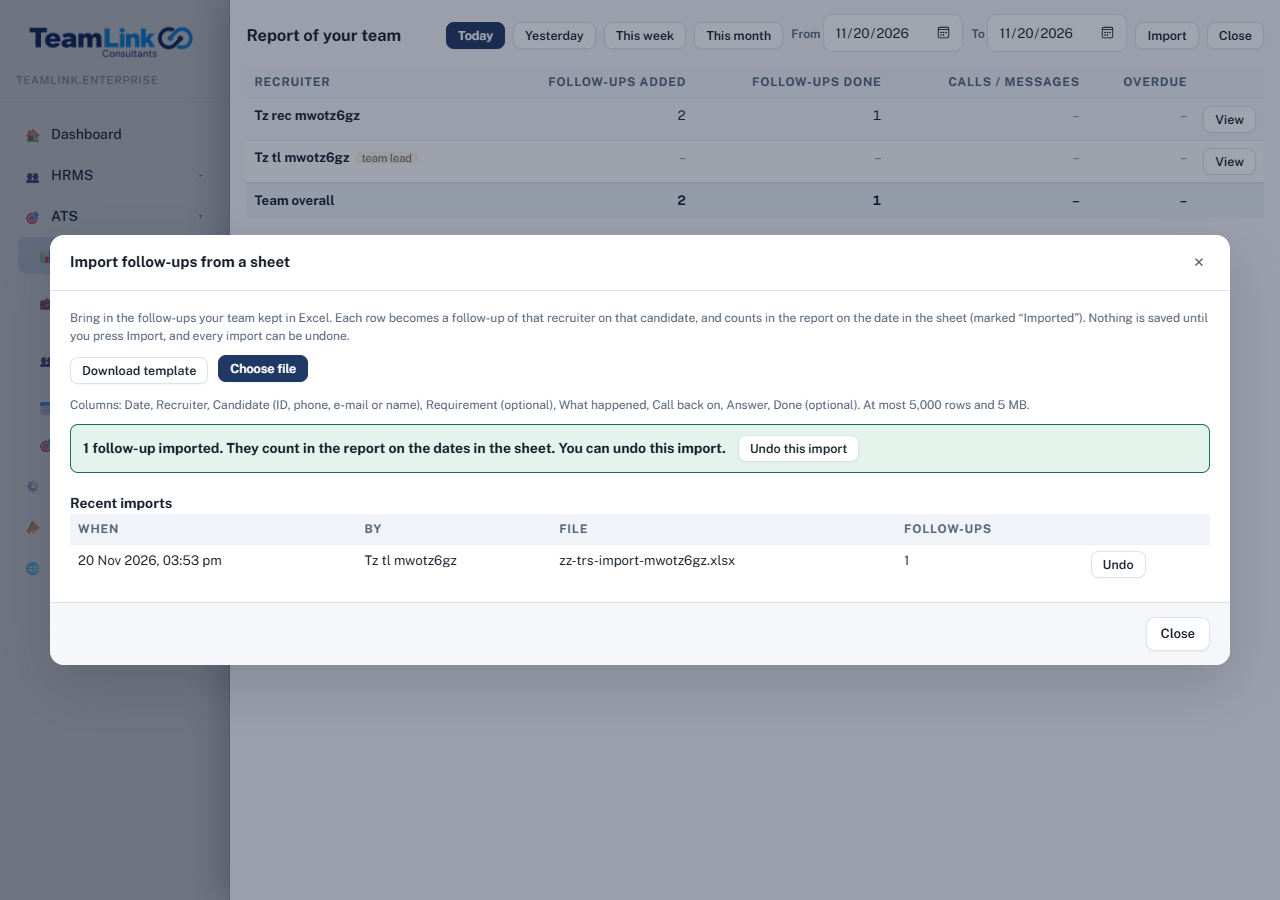 TeamLink
Consultants
TEAMLINK.ENTERPRISE
Dashboard
HRMS
ATS
Report of your team
Today
Yesterday
This week
This month
From 11/20/2026
To 11/20/2026
Import
Close
RECRUITER FOLLOW-UPS ADDED FOLLOW-UPS DONE CALLS / MESSAGES OVERDUE
Tz rec mwotz6gz 2 1 – – View
Tz tl mwotz6gz team lead – – – – View
Team overall 2 1 – –
Import follow-ups from a sheet ×
Bring in the follow-ups your team kept in Excel. Each row becomes a follow-up of that recruiter on that candidate, and counts in the report on the date in the sheet (marked “Imported”). Nothing is saved until
you press Import, and every import can be undone.
Download template Choose file
Columns: Date, Recruiter, Candidate (ID, phone, e-mail or name), Requirement (optional), What happened, Call back on, Answer, Done (optional). At most 5,000 rows and 5 MB.
1 follow-up imported. They count in the report on the dates in the sheet. You can undo this import. Undo this import
Recent imports
WHEN BY FILE FOLLOW-UPS
20 Nov 2026, 03:53 pm Tz tl mwotz6gz zz-trs-import-mwotz6gz.xlsx 1 Undo
Close